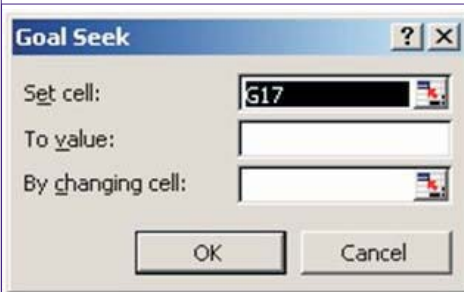 Goal Seek
Set cell: G17
To value:
By changing cell:
OK Cancel